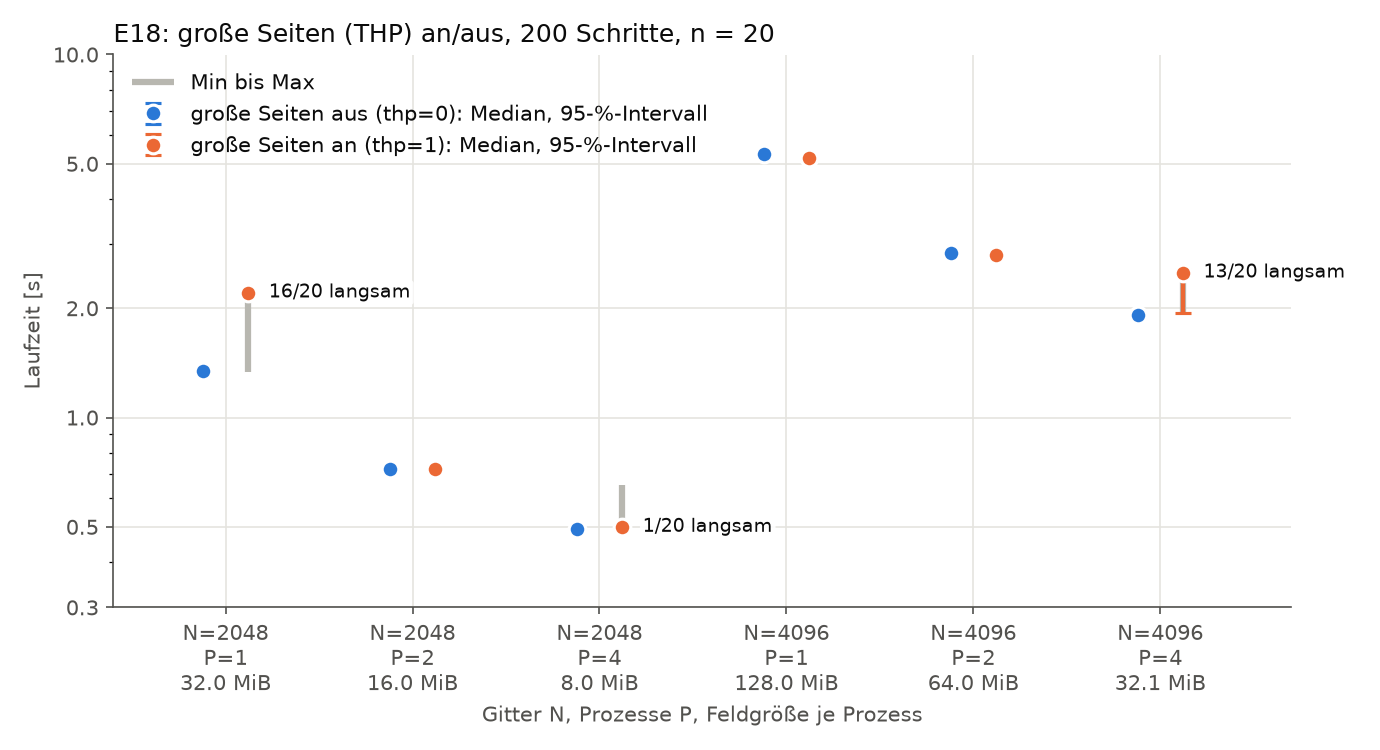 E18: große Seiten (THP) an/aus, 200 Schritte, n = 20
Min bis Max
große Seiten aus (thp=0): Median, 95-%-Intervall
große Seiten an (thp=1): Median, 95-%-Intervall
Laufzeit [s]
10.0
5.0
2.0
1.0
0.5
0.3
16/20 langsam
1/20 langsam
13/20 langsam
N=2048
P=1
32.0 MiB
N=2048
P=2
16.0 MiB
N=2048
P=4
8.0 MiB
N=4096
P=1
128.0 MiB
N=4096
P=2
64.0 MiB
N=4096
P=4
32.1 MiB
Gitter N, Prozesse P, Feldgröße je Prozess